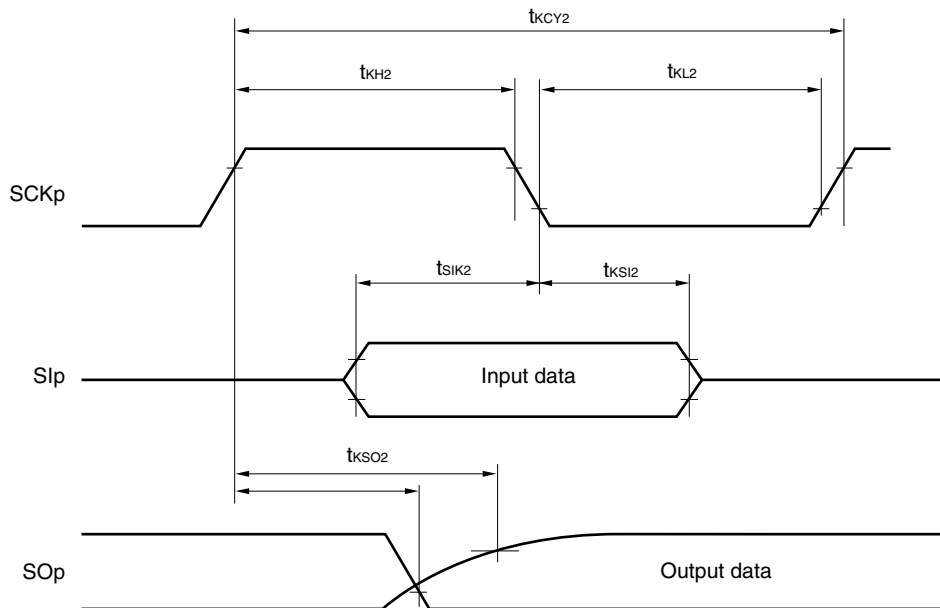 tKCY2
tKH2
tKL2
SCKp
tSIK2
tKSI2
SIp
Input data
tKSO2
SOp
Output data